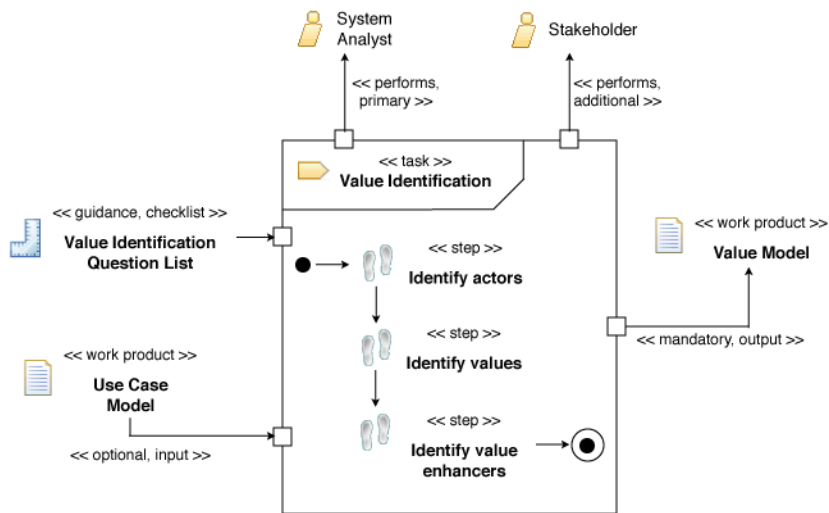 System
Analyst
Stakeholder
<< performs,
primary >>
<< performs,
additional >>
<< task >>
Value Identification
<< guidance, checklist >>
Value Identification
Question List
<< step >>
Identify actors
<< work product >>
Value Model
<< step >>
Identify values
<< mandatory, output >>
<< work product >>
Use Case
Model
<< optional, input >>
<< step >>
Identify value
enhancers